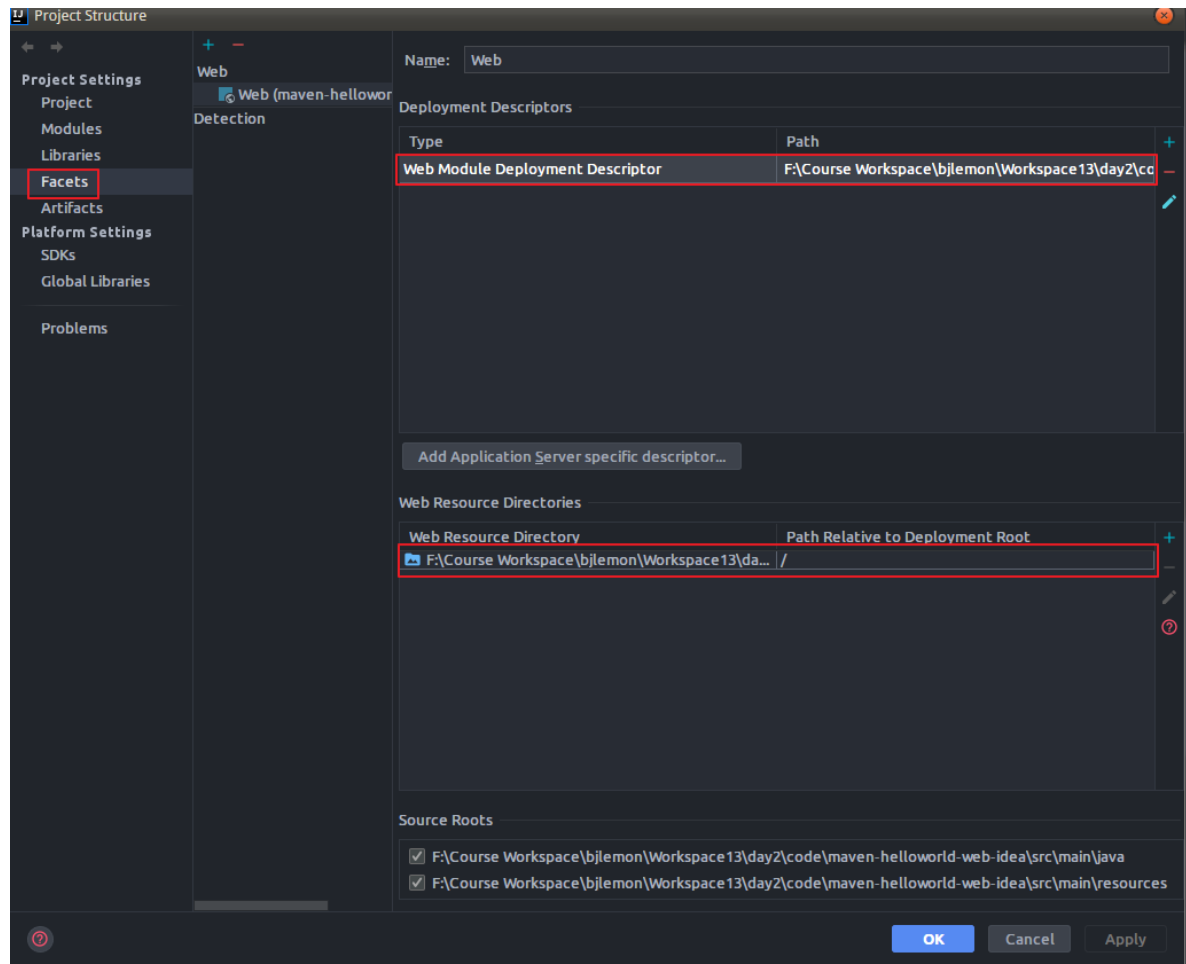 Project Structure
Project Settings
Project
Modules
Libraries
Facets
Artifacts
Platform Settings
SDKs
Global Libraries
Problems
Web
Web (maven-hellowor
Detection
Name: Web
Deployment Descriptors
Type Path
Web Module Deployment Descriptor F:\Course Workspace\bjlemon\Workspace13\day2\co
Add Application Server specific descriptor...
Web Resource Directories
Web Resource Directory Path Relative to Deployment Root
F:\Course Workspace\bjlemon\Workspace13\da... /
Source Roots
F:\Course Workspace\bjlemon\Workspace13\day2\code\maven-helloworld-web-idea\src\main\java
F:\Course Workspace\bjlemon\Workspace13\day2\code\maven-helloworld-web-idea\src\main\resources
OK Cancel Apply